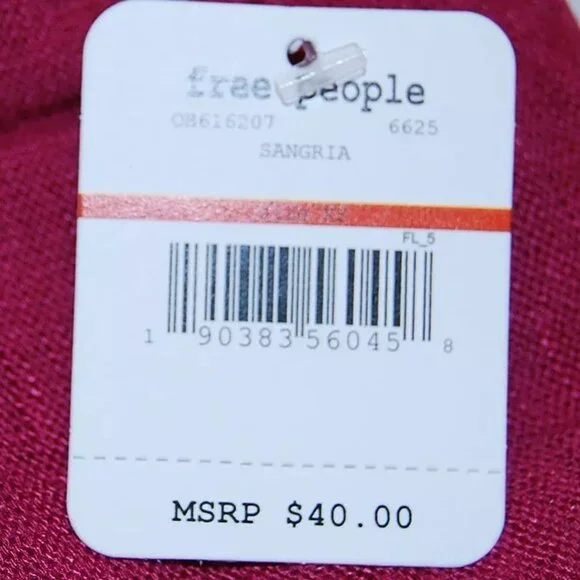 free people
OB616207 6625
SANGRIA
FL_5
1 90383 56045 8
MSRP $40.00